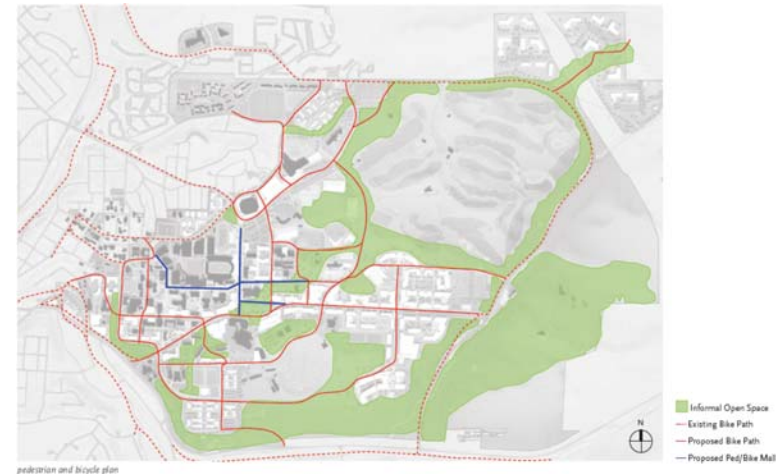 N
Informal Open Space
Existing Bike Path
Proposed Bike Path
Proposed Ped/Bike Mall
pedestrian and bicycle plan